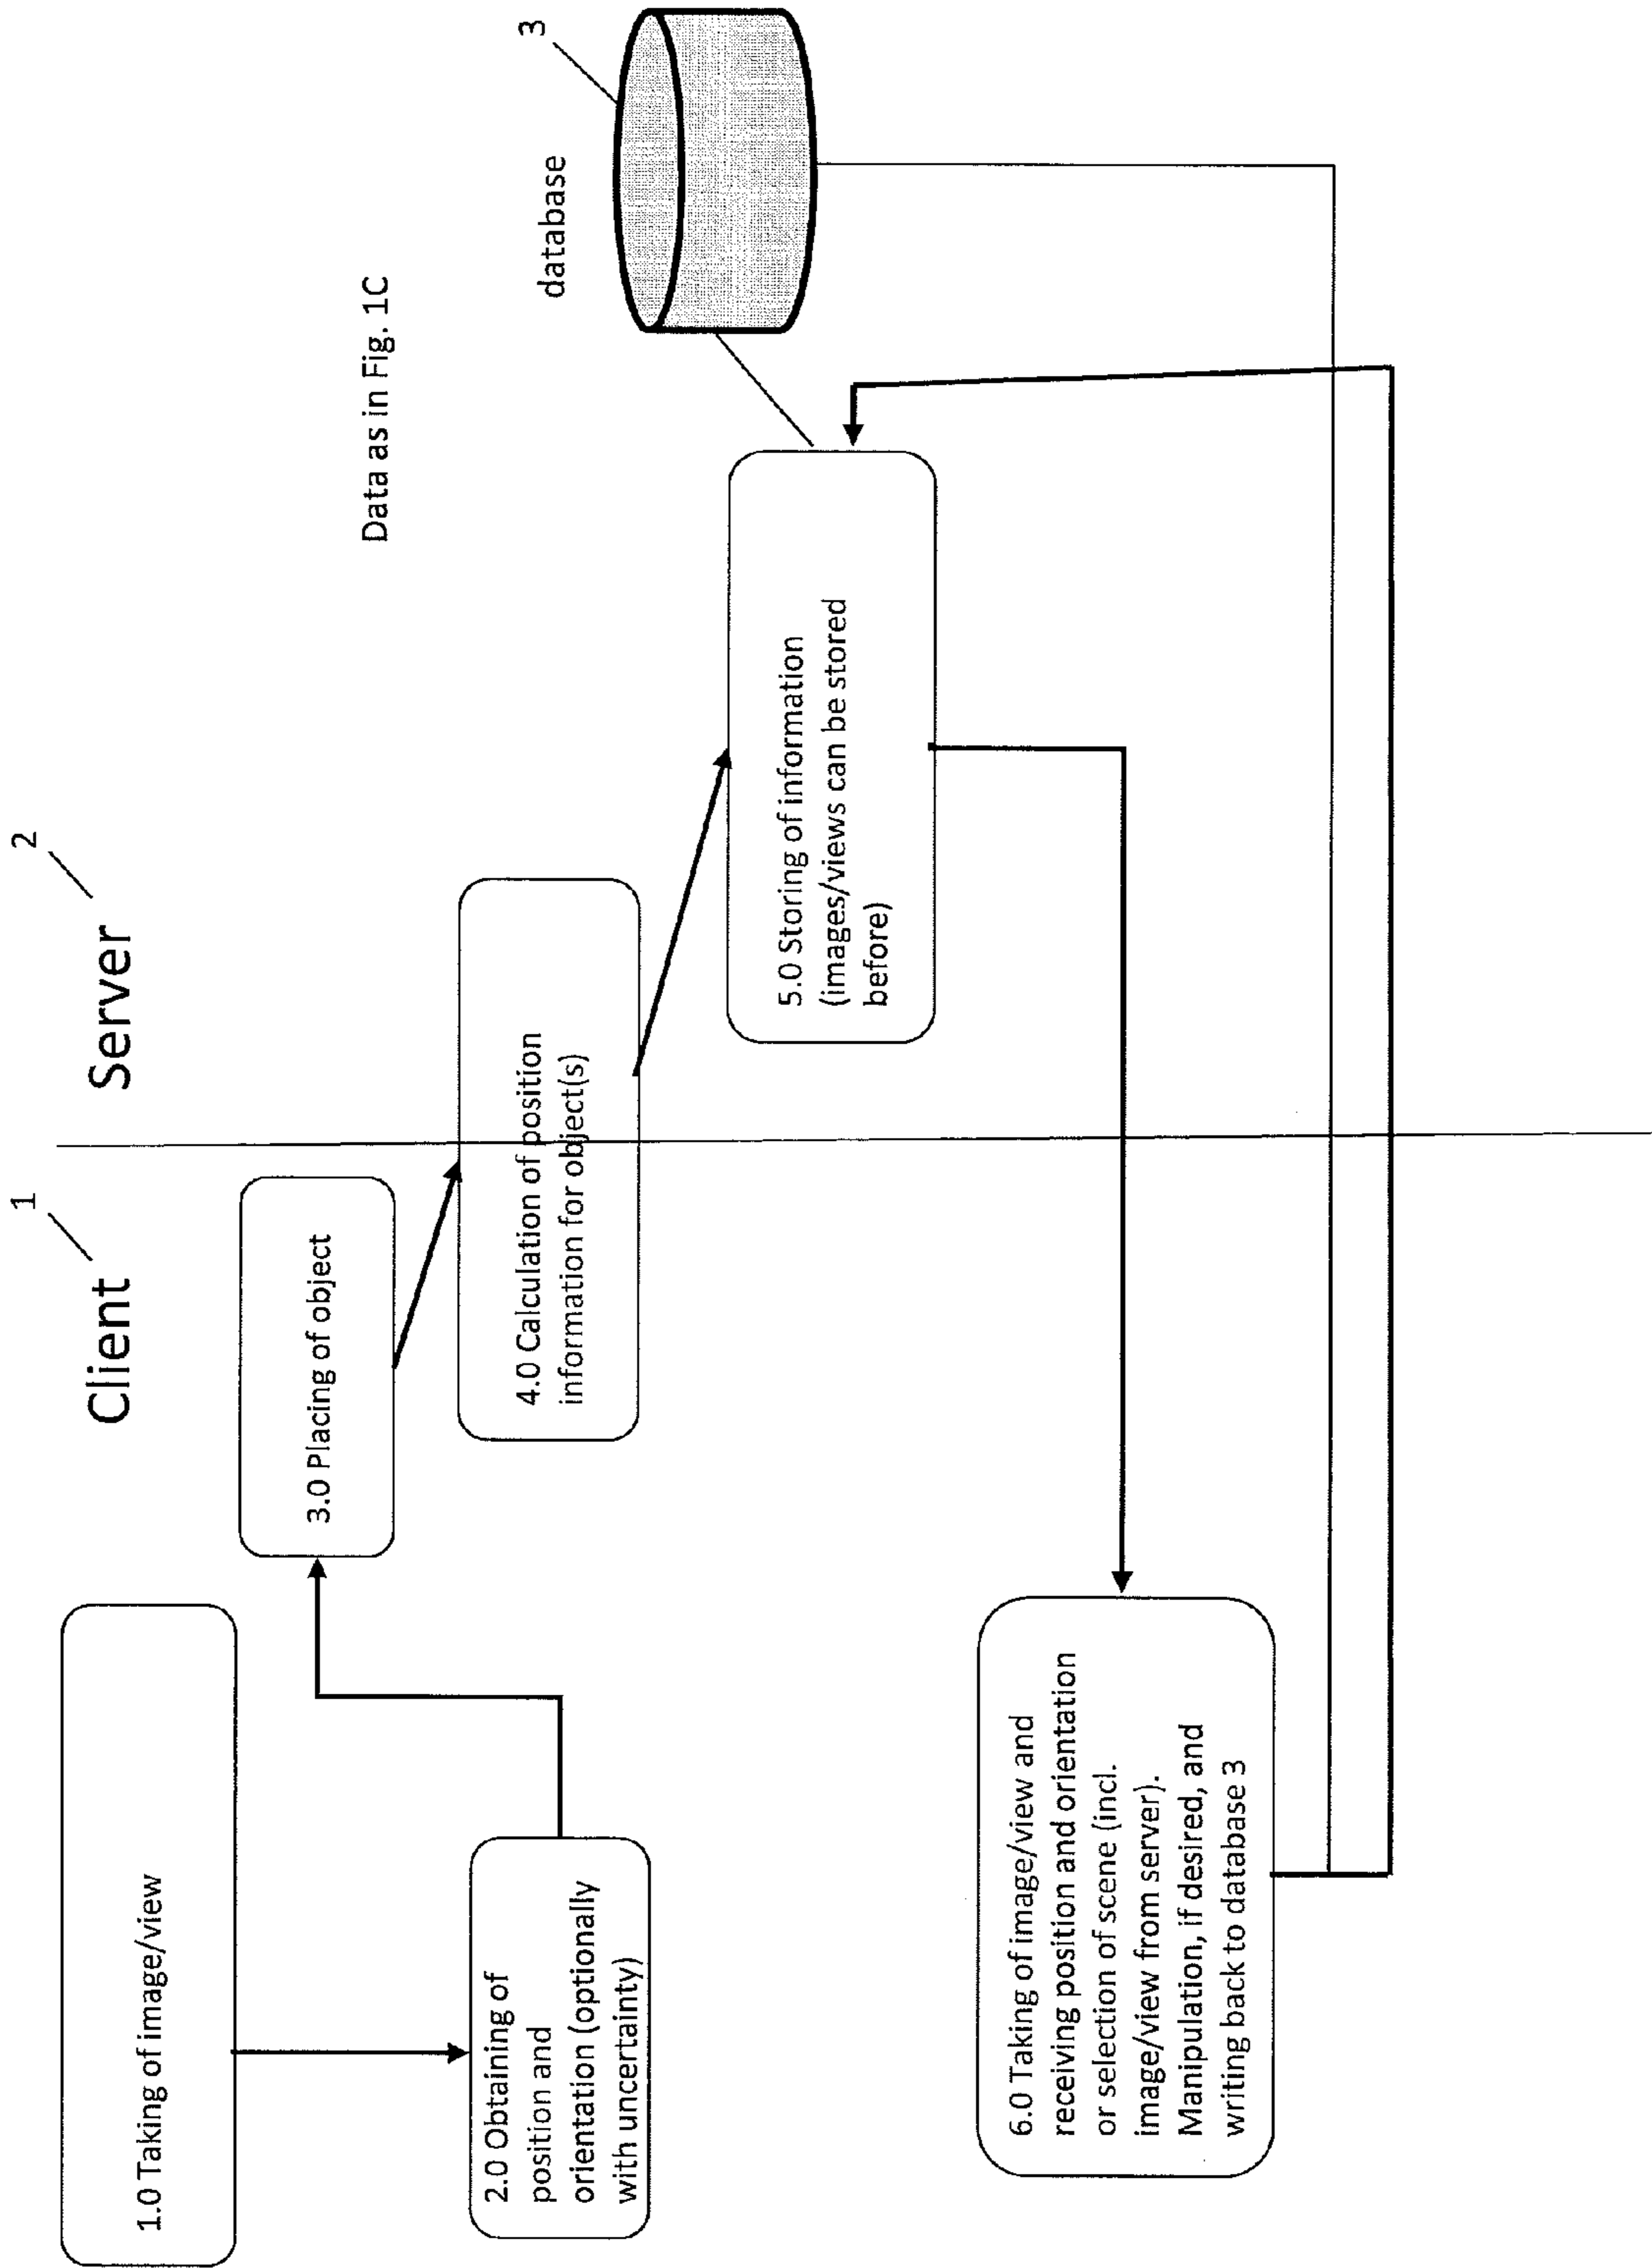 1
2
Client
Server
1.0 Taking of image/view
3.0 Placing of object
Data as in Fig. 1C
2.0 Obtaining of
position and
orientation (optionally
with uncertainty)
4.0 Calculation of position
information for object(s)
3
database
5.0 Storing of information
(images/views can be stored
before)
6.0 Taking of image/view and
receiving position and orientation
or selection of scene (incl.
image/view from server).
Manipulation, if desired, and
writing back to database 3